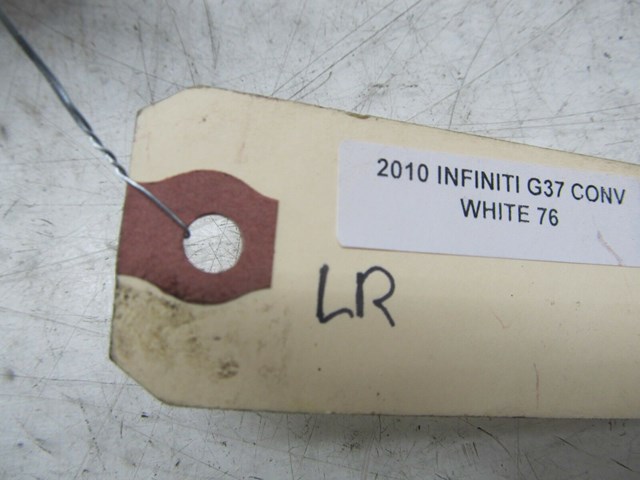 2010 INFINITI G37 CONV
WHITE 76
LR